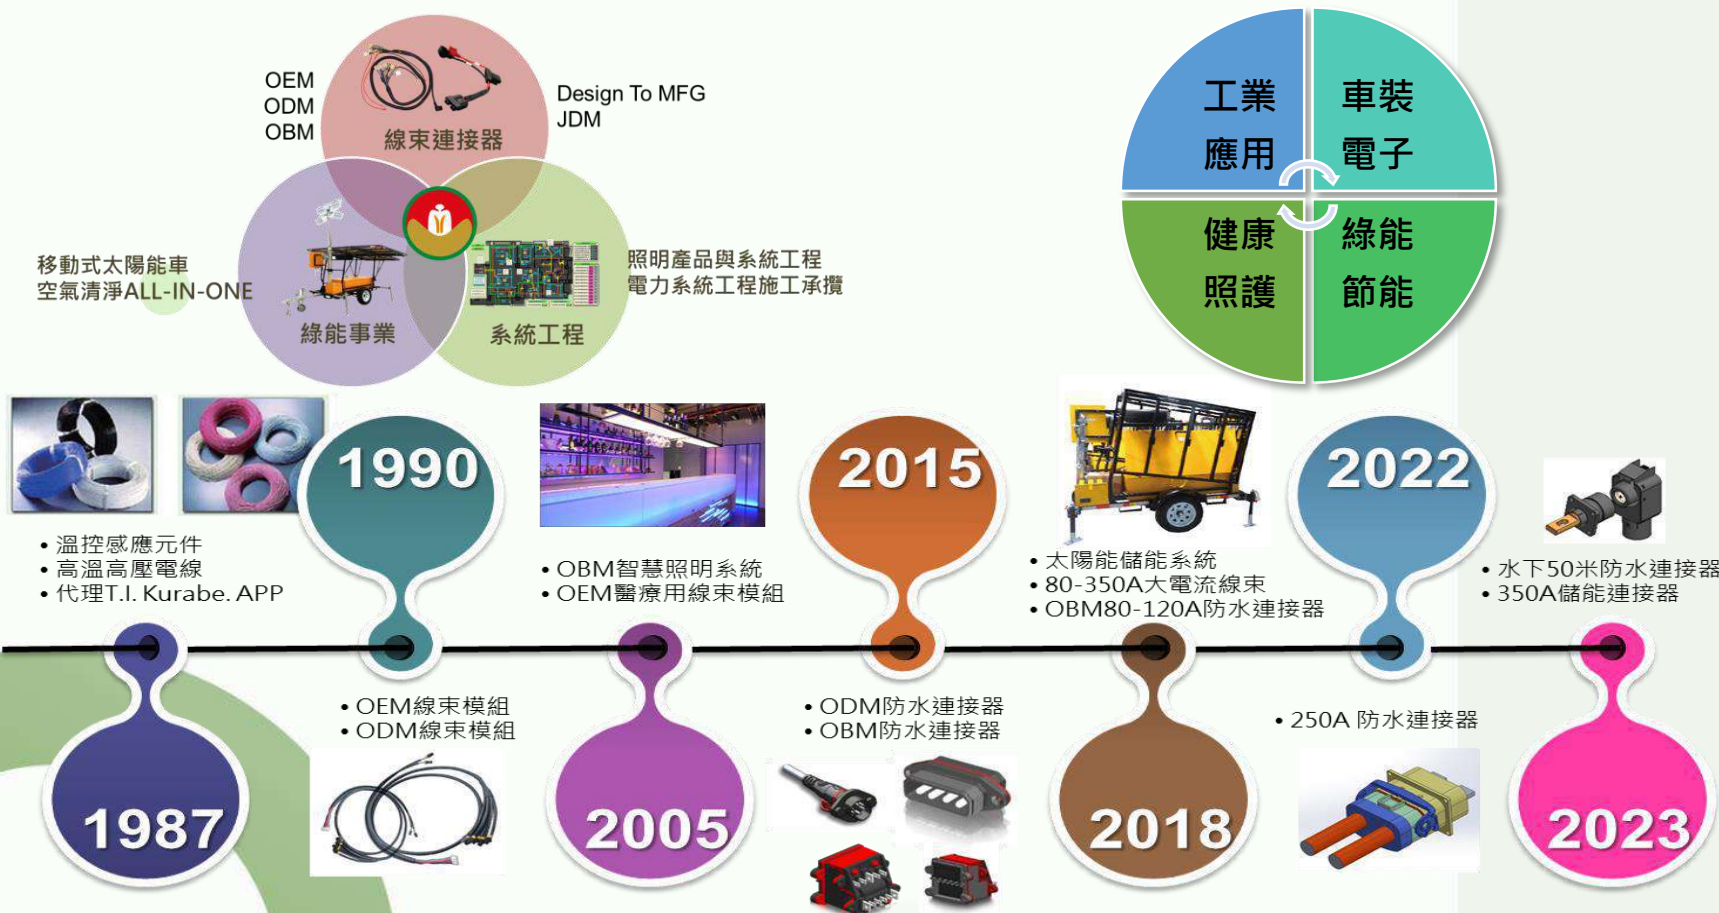 OEM
ODM
OBM
Design To MFG
JDM
線束連接器
移動式太陽能車
空氣清淨ALL-IN-ONE
綠能事業
系統工程
照明產品與系統工程
電力系統工程施工承攬
工業
應用
車裝
電子
健康
照護
綠能
節能
1990
2015
2022
• 溫控感應元件
• 高溫高壓電線
• 代理T.I. Kurabe. APP
• OBM智慧照明系統
• OEM醫療用線束模組
• 太陽能儲能系統
• 80-350A大電流線束
• OBM80-120A防水連接器
• 水下50米防水連接器
• 350A儲能連接器
• OEM線束模組
• ODM線束模組
• ODM防水連接器
• OBM防水連接器
• 250A 防水連接器
1987
2005
2018
2023